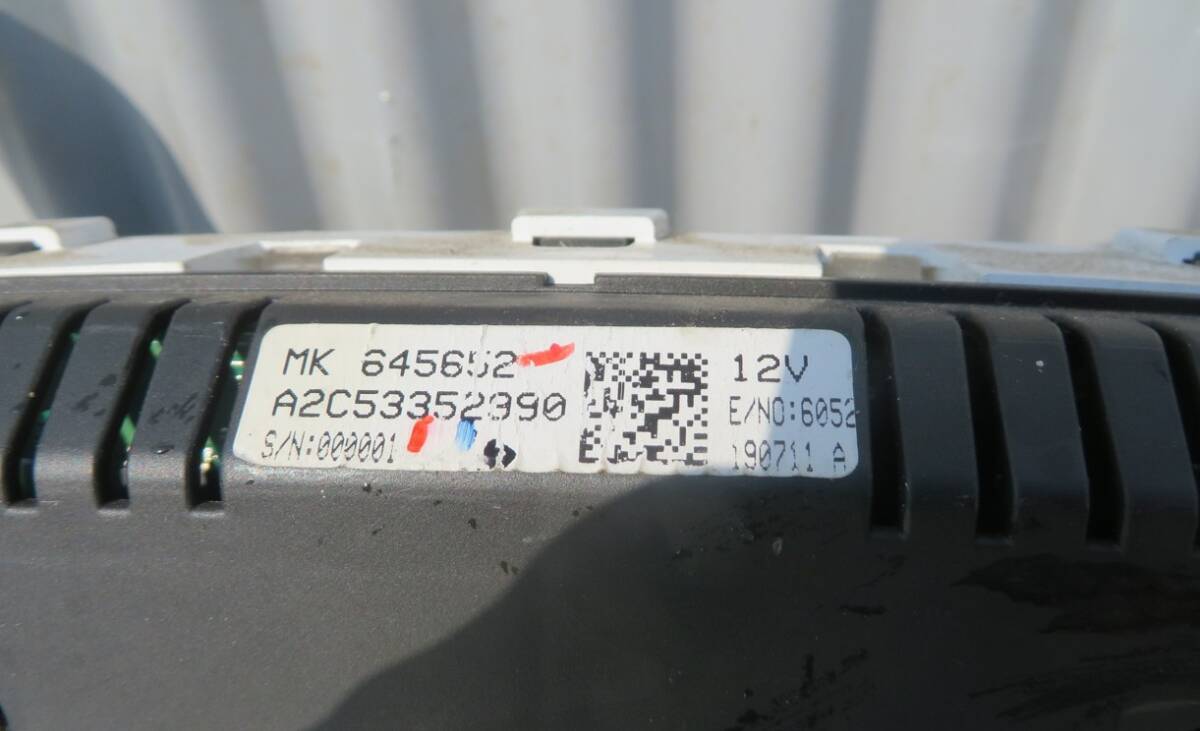 MK 645652
A2C53352390
S/N:000001
12V
E/NO:6052
190711 A